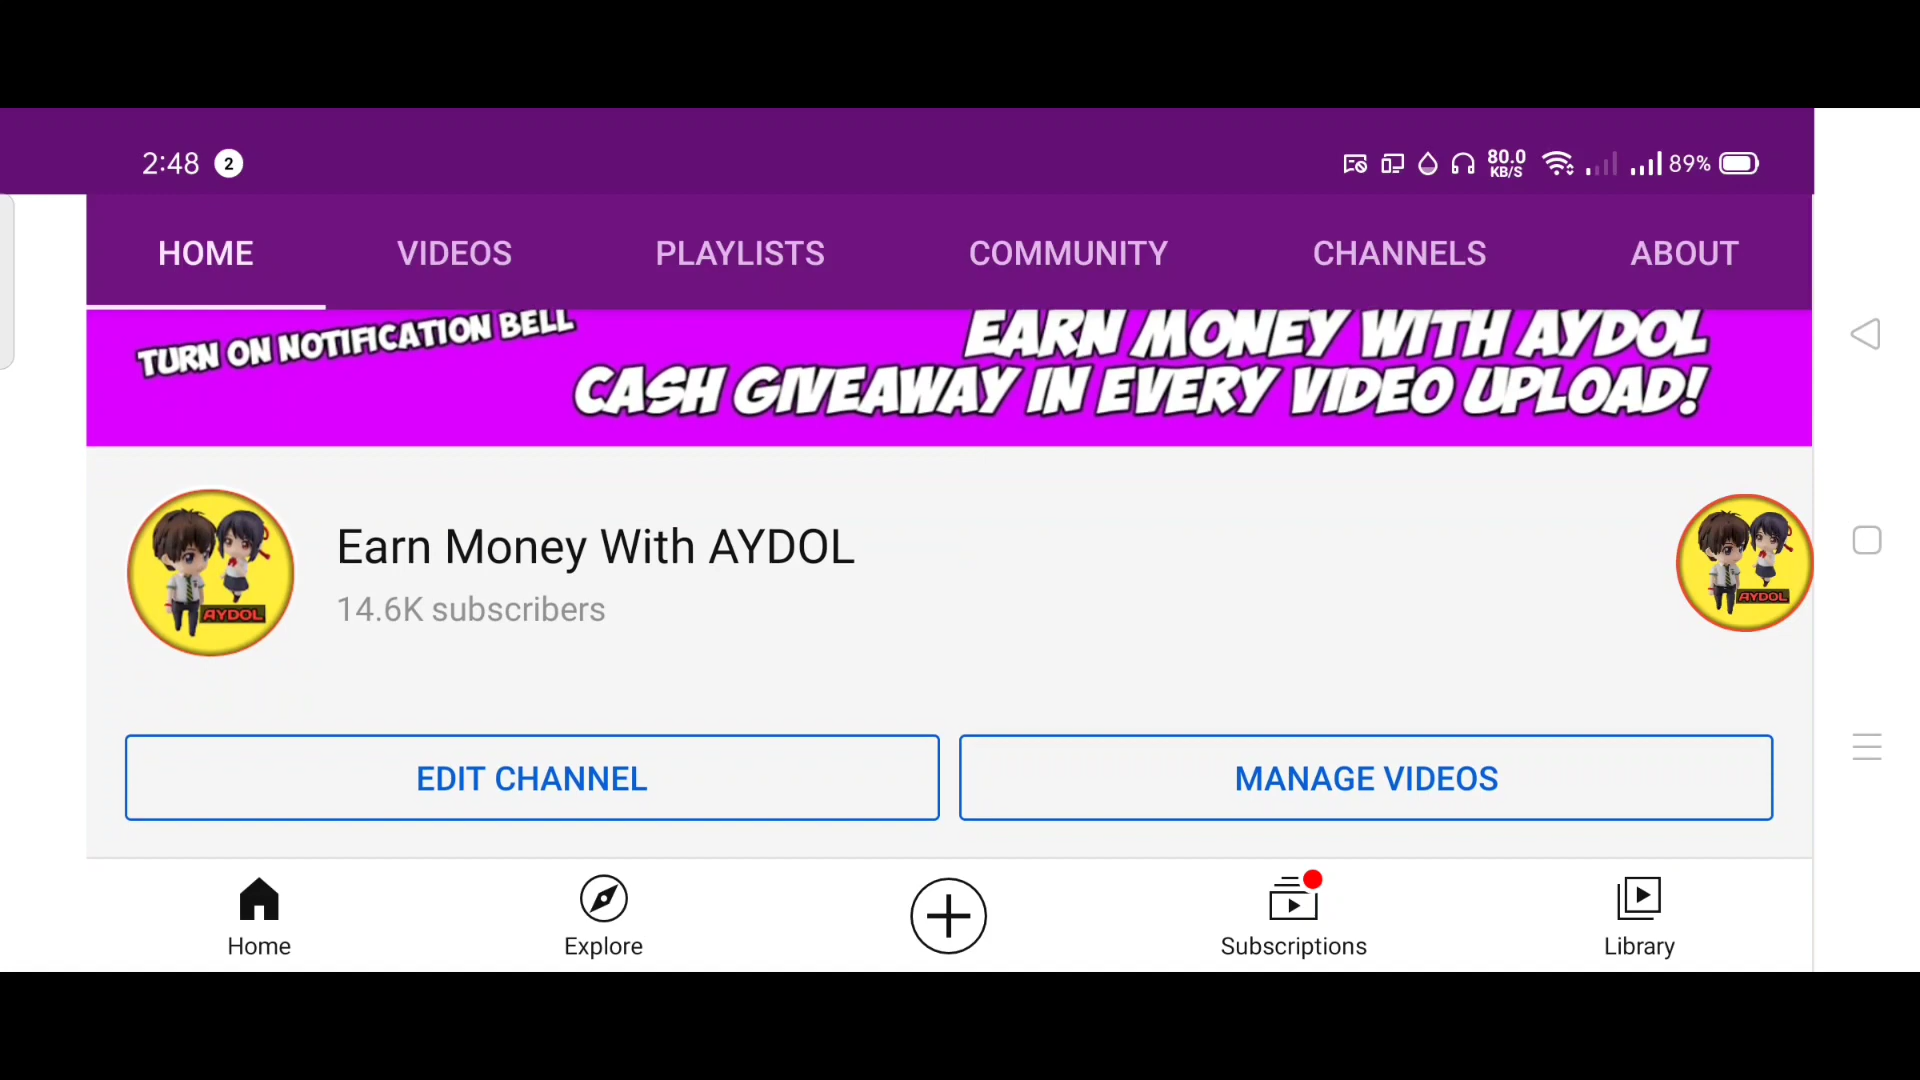 2:48 2 80.0 KB/S 89%
HOME VIDEOS PLAYLISTS COMMUNITY CHANNELS ABOUT
TURN ON NOTIFICATION BELL
EARN MONEY WITH AYDOL
CASH GIVEAWAY IN EVERY VIDEO UPLOAD!
Earn Money With AYDOL
14.6K subscribers
AYDOL
AYDOL
EDIT CHANNEL MANAGE VIDEOS
Home Explore Subscriptions Library